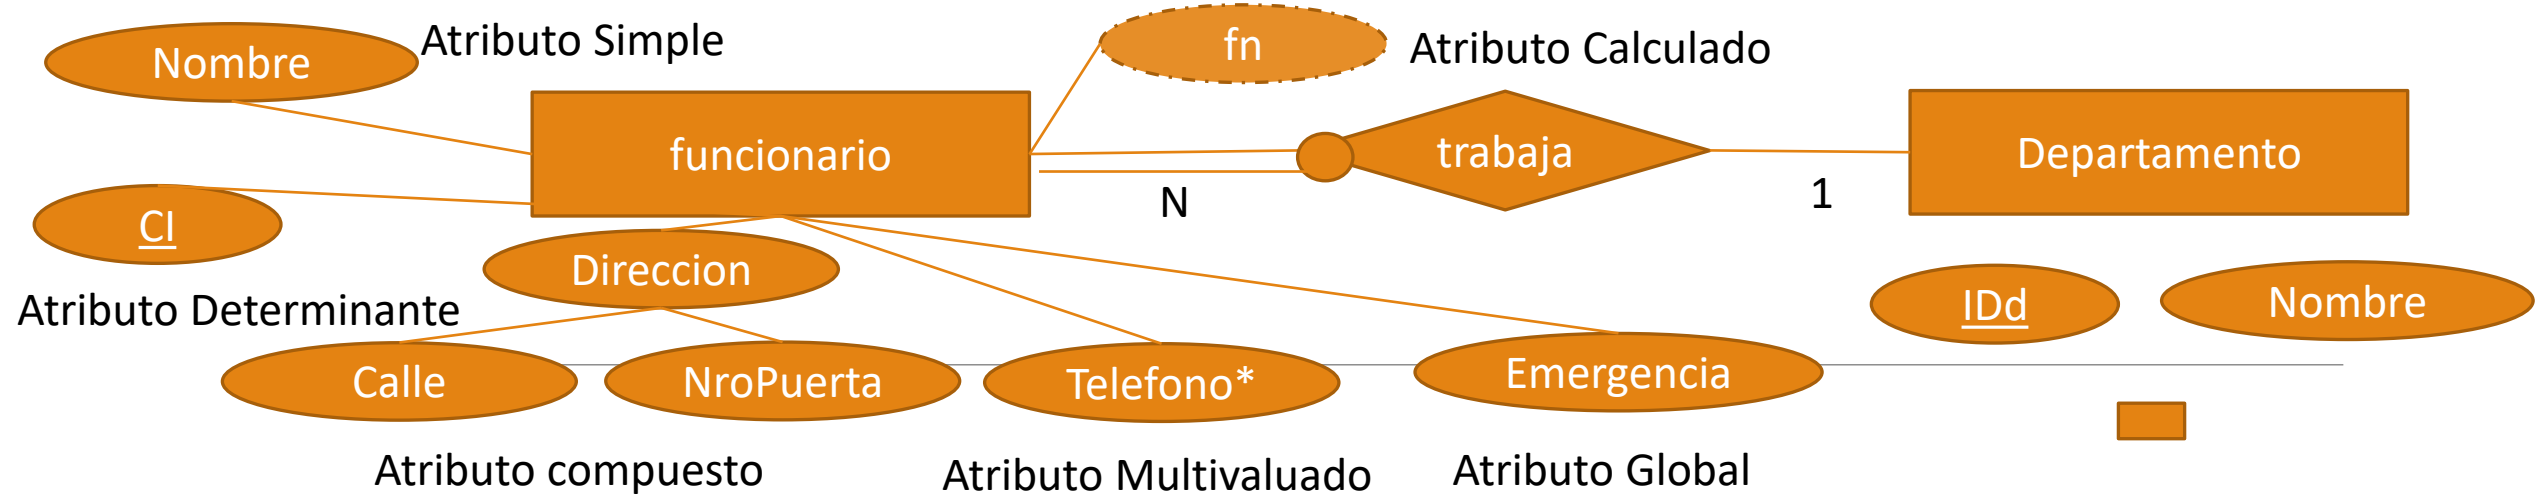 Nombre
Atributo Simple
fn
Atributo Calculado
funcionario
trabaja
Departamento
N
1
CI
Direccion
Atributo Determinante
IDd
Nombre
Calle
NroPuerta
Telefono*
Emergencia
Atributo compuesto
Atributo Multivaluado
Atributo Global